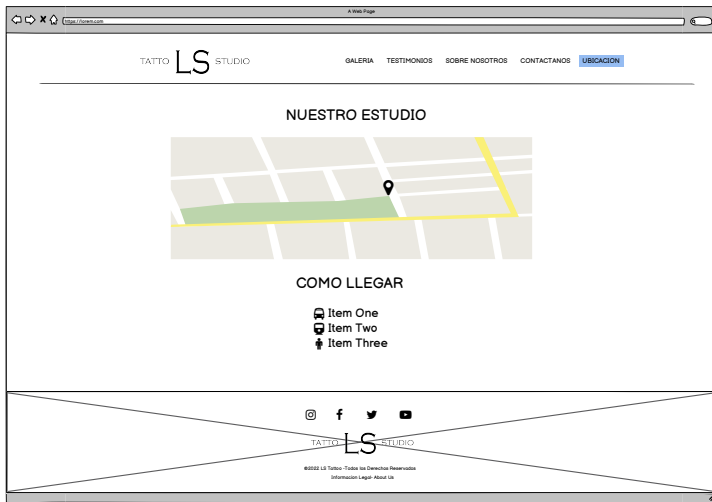 A Web Page
https://lorem.com
TATTO LS STUDIO
GALERIA TESTIMONIOS SOBRE NOSOTROS CONTACTANOS UBICACION
NUESTRO ESTUDIO
COMO LLEGAR
Item One
Item Two
Item Three
TATTO LS STUDIO
©2022 LS Tattoo -Todos los Derechos Reservados
Informacion Legal- About Us